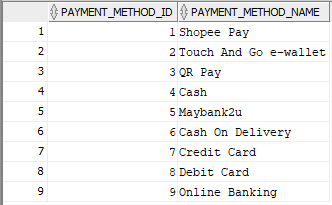 PAYMENT_METHOD_ID PAYMENT_METHOD_NAME
1 1 Shopee Pay
2 2 Touch And Go e-wallet
3 3 QR Pay
4 4 Cash
5 5 Maybank2u
6 6 Cash On Delivery
7 7 Credit Card
8 8 Debit Card
9 9 Online Banking